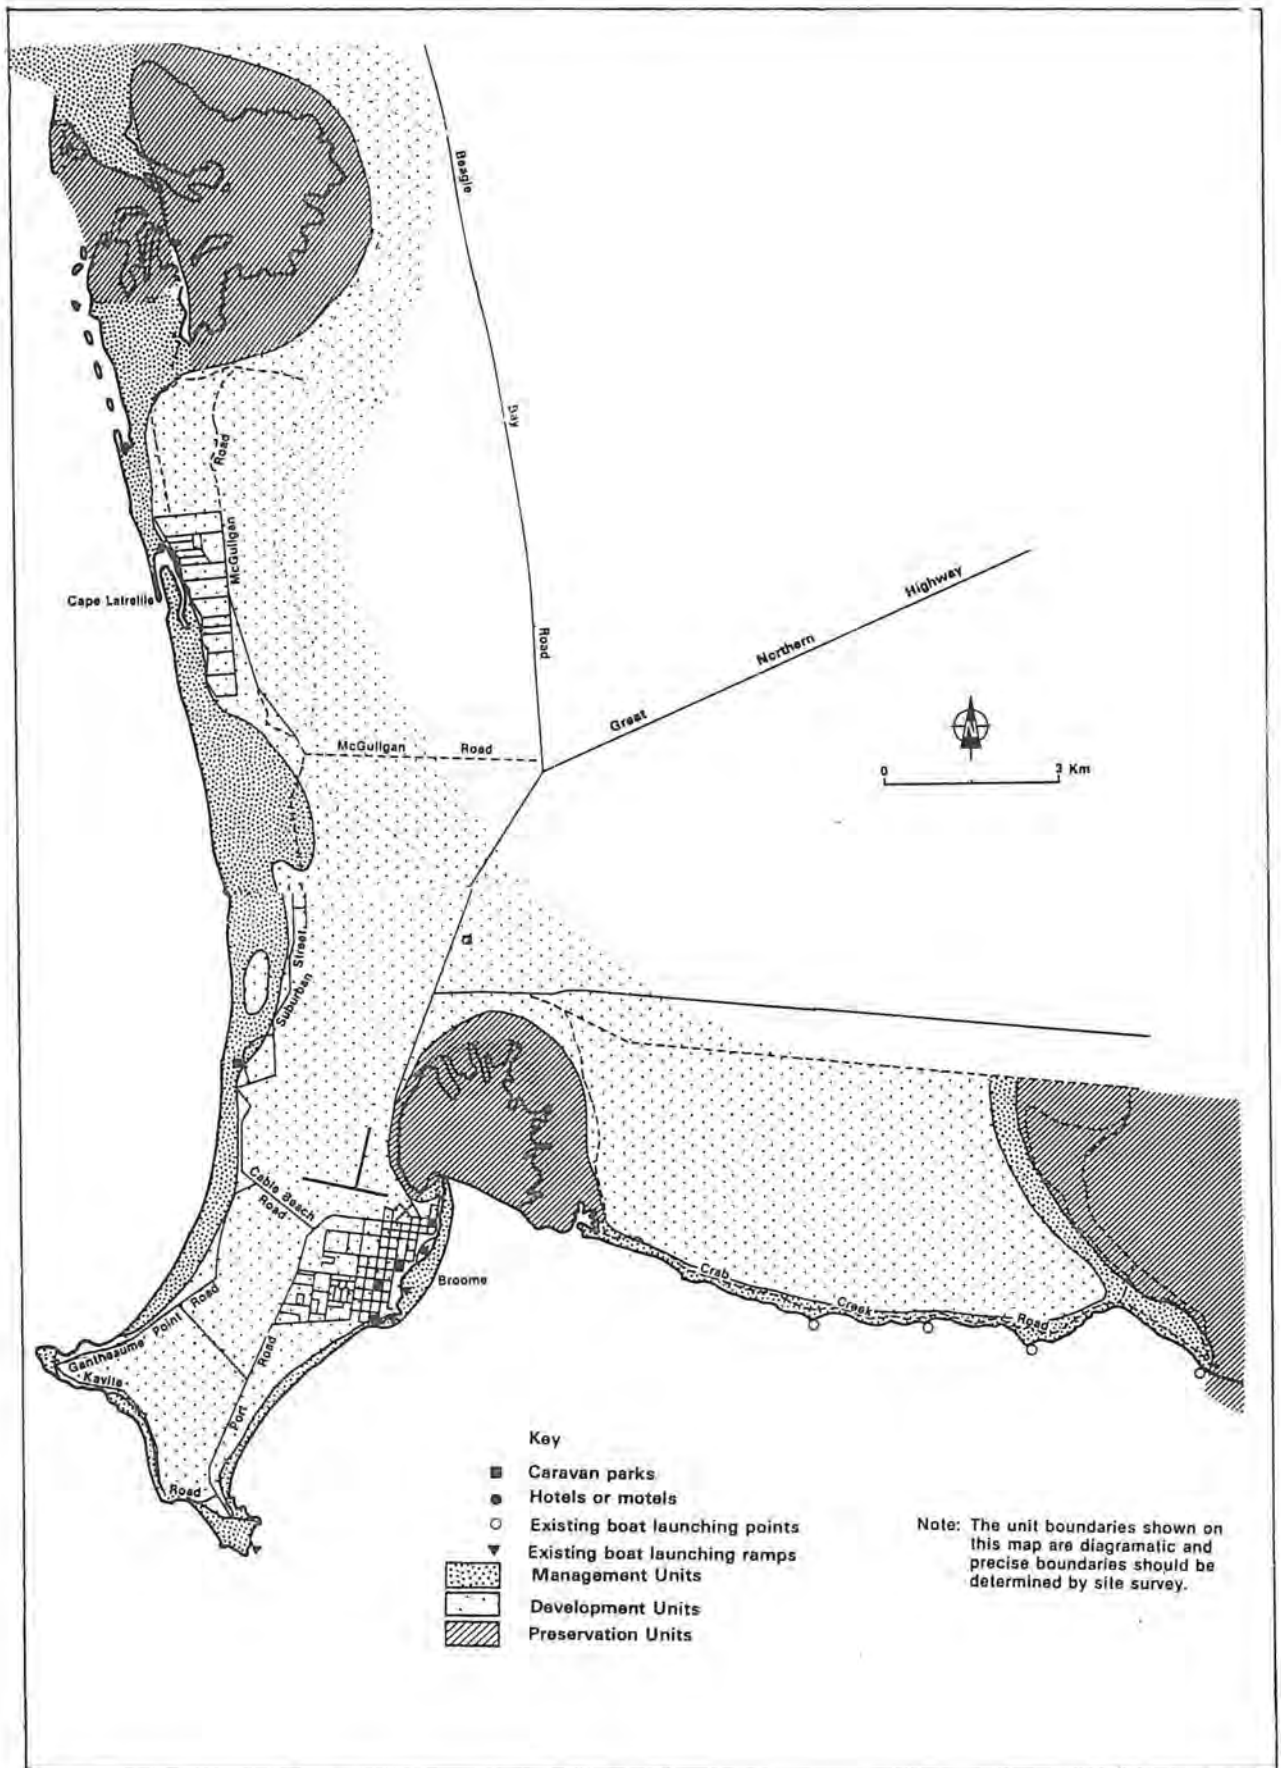 Beagle
Bay
Road
Road
McGuligan
Cape Latreille
Highway
Northern
Great
McGuligan Road
0 3 Km
Street
Suburban
Cable Beach
Road
Broome
Crab
Creek
Road
Road
Point
Gantheaume
Kavite
Road
Port
Road
Key
Caravan parks
Hotels or motels
Existing boat launching points
Existing boat launching ramps
Management Units
Development Units
Preservation Units
Note: The unit boundaries shown on
this map are diagramatic and
precise boundaries should be
determined by site survey.